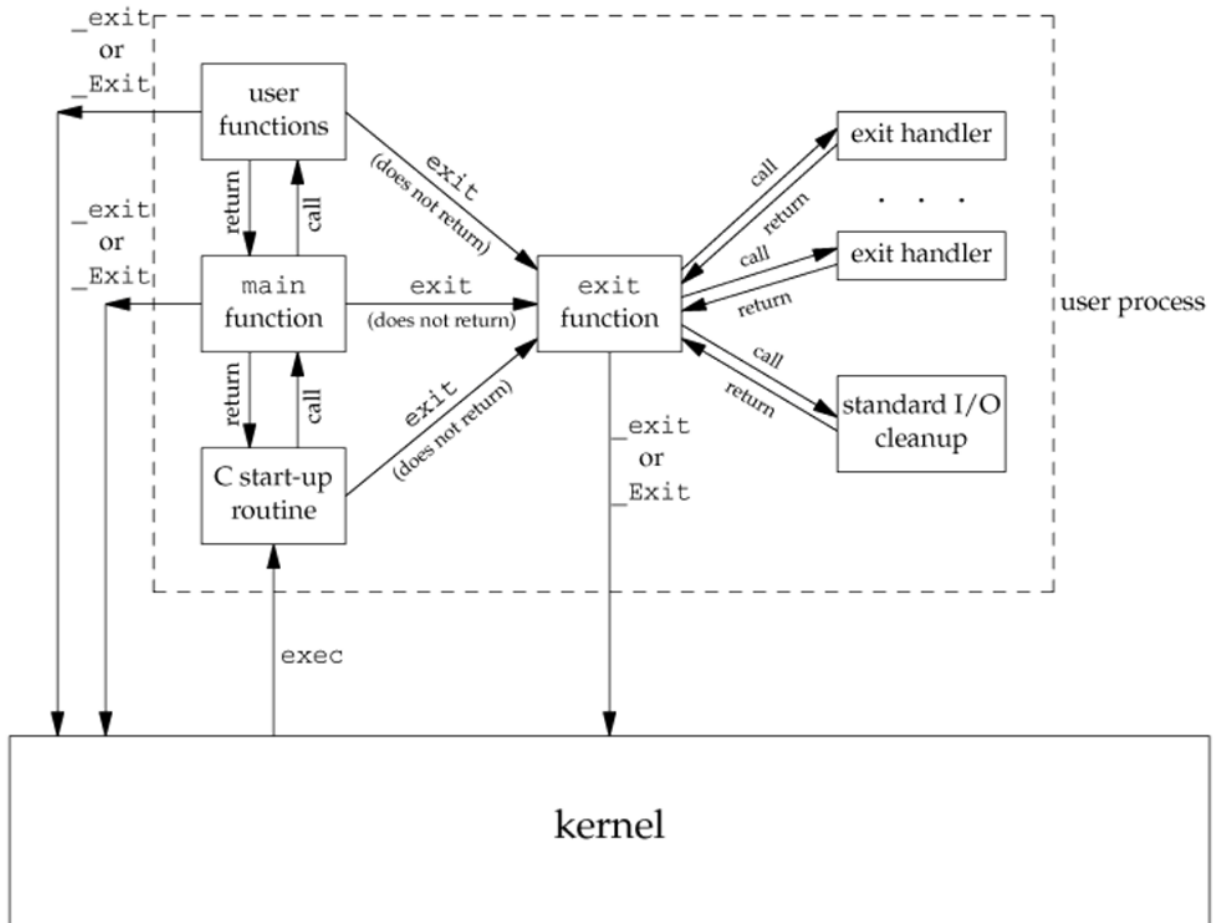 _exit
or
_Exit
user
functions
exit
(does not return)
return
call
_exit
or
_Exit
main
function
exit
(does not return)
exit
function
return
call
exit
(does not return)
C start-up
routine
call
return
exit handler
. . .
call
return
exit handler
call
return
standard I/O
cleanup
user process
_exit
or
_Exit
exec
kernel